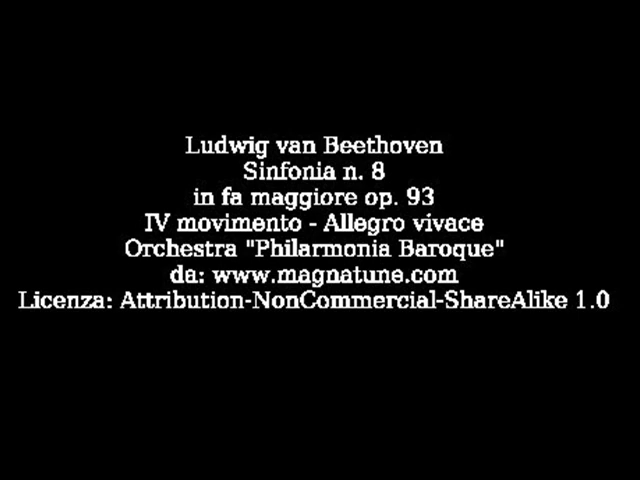 Ludwig van Beethoven
Sinfonia n. 8
in fa maggiore op. 93
IV movimento - Allegro vivace
Orchestra "Philarmonia Baroque"
da: www.magnatune.com
Licenza: Attribution-NonCommercial-ShareAlike 1.0